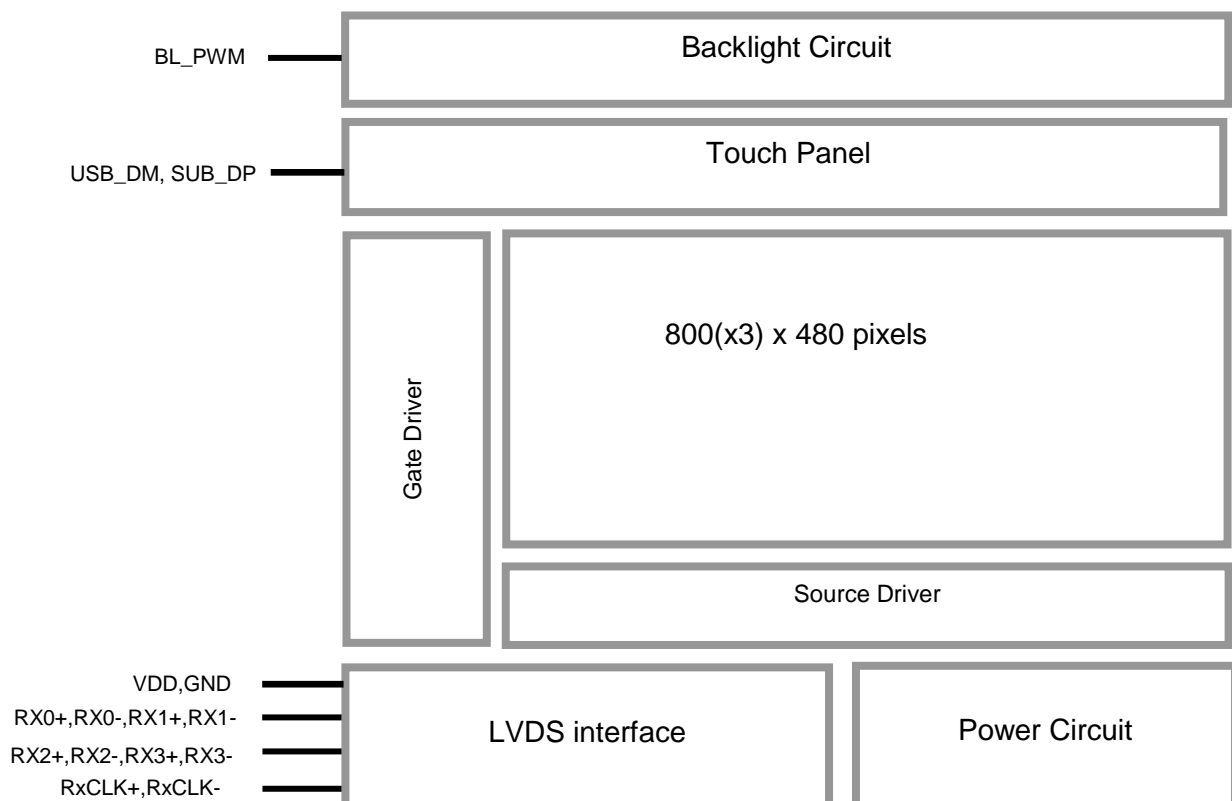 Backlight Circuit
BL_PWM
Touch Panel
USB_DM, SUB_DP
800(x3) x 480 pixels
Gate Driver
Source Driver
VDD,GND
RX0+,RX0-,RX1+,RX1-
LVDS interface
Power Circuit
RX2+,RX2-,RX3+,RX3-
RxCLK+,RxCLK-